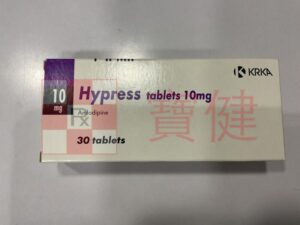 KRKA
10
mg
Hypress tablets 10mg
Amlodipine
30 tablets
寶健